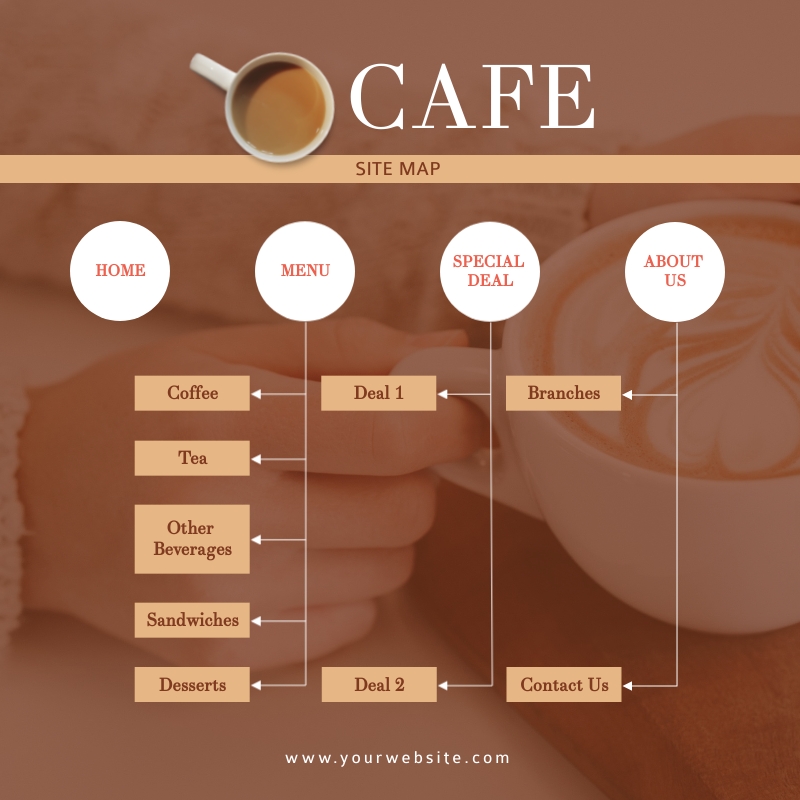 CAFE
SITE MAP
HOME
MENU
SPECIAL
DEAL
ABOUT
US
Coffee
Deal 1
Branches
Tea
Other
Beverages
Sandwiches
Desserts
Deal 2
Contact Us
www.yourwebsite.com